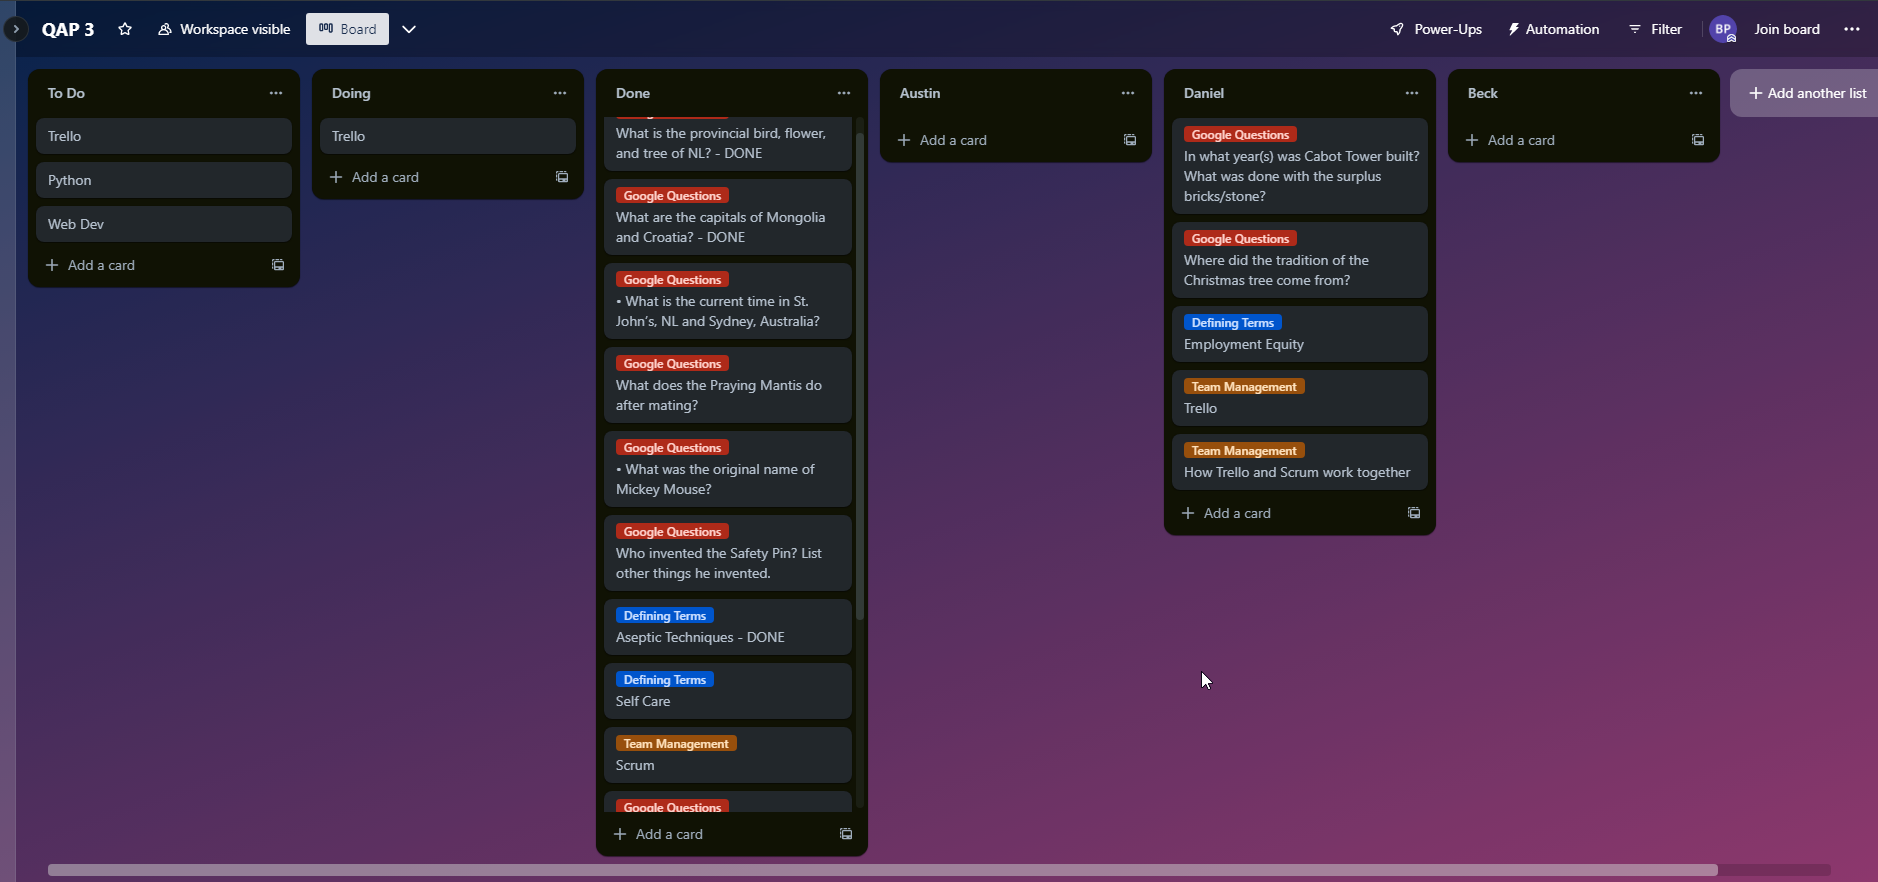 QAP 3
Workspace visible
Board
Power-Ups
Automation
Filter
BP
Join board
To Do
Trello
Python
Web Dev
Add a card
Doing
Trello
Add a card
Done
What is the provincial bird, flower,
and tree of NL? - DONE
Google Questions
What are the capitals of Mongolia
and Croatia? - DONE
Google Questions
• What is the current time in St.
John's, NL and Sydney, Australia?
Google Questions
What does the Praying Mantis do
after mating?
Google Questions
• What was the original name of
Mickey Mouse?
Google Questions
Who invented the Safety Pin? List
other things he invented.
Defining Terms
Aseptic Techniques - DONE
Defining Terms
Self Care
Team Management
Scrum
Google Questions
Add a card
Austin
Add a card
Daniel
Google Questions
In what year(s) was Cabot Tower built?
What was done with the surplus
bricks/stone?
Google Questions
Where did the tradition of the
Christmas tree come from?
Defining Terms
Employment Equity
Team Management
Trello
Team Management
How Trello and Scrum work together
Add a card
Beck
Add a card
Add another list